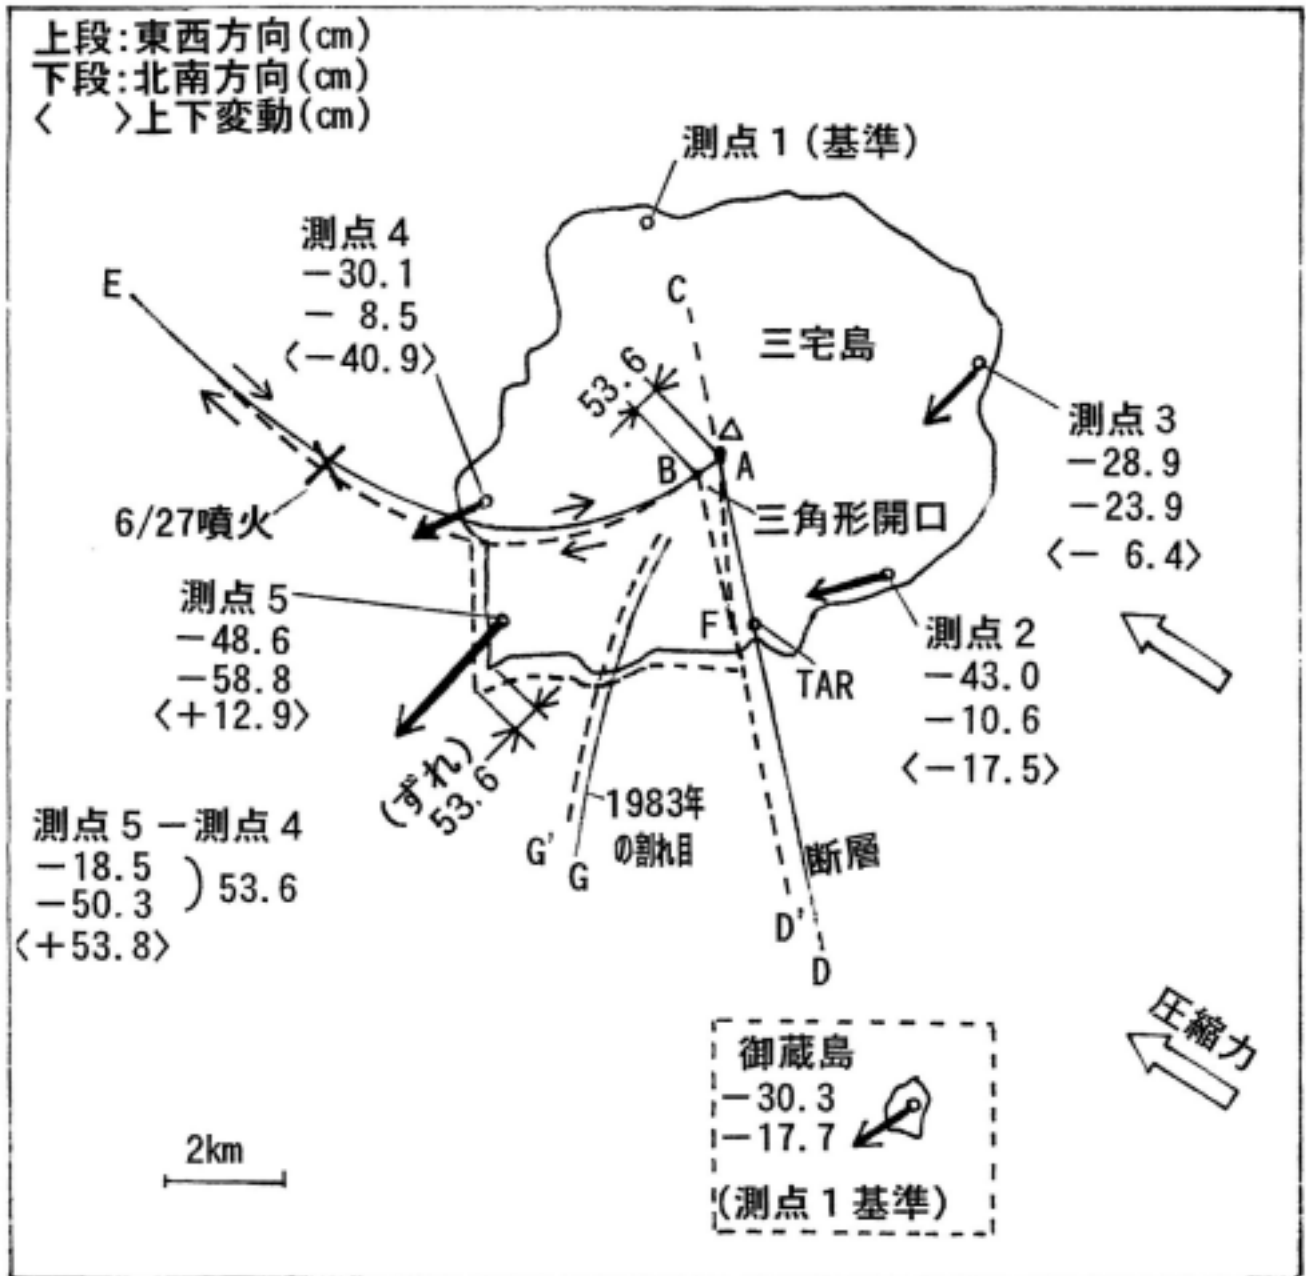 上段:東西方向(cm)
下段:北南方向(cm)
〈　〉上下変動(cm)
測点1(基準)
測点4
-30.1
- 8.5
〈-40.9〉
E
C
三宅島
53.6
測点3
-28.9
-23.9
〈- 6.4〉
B
A
三角形開口
6/27噴火
測点5
-48.6
-58.8
〈+12.9〉
F
TAR
測点2
-43.0
-10.6
〈-17.5〉
(ずれ)
53.6
測点5-測点4
-18.5
-50.3
)53.6
〈+53.8〉
1983年
の割れ目
G'
G
断層
D'
D
圧縮力
御蔵島
-30.3
-17.7
(測点1基準)
2km